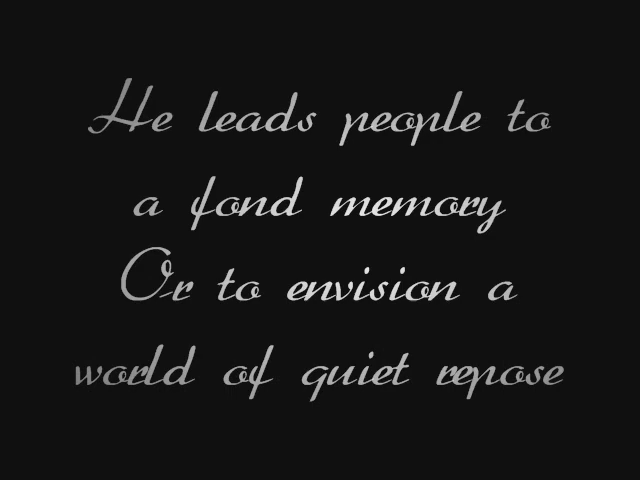 He leads people to
a fond memory
Or to envision a
world of quiet repose